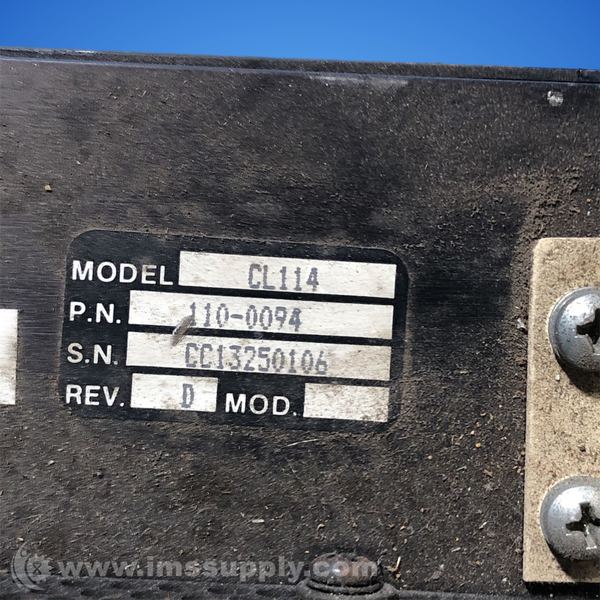 MODEL CL114
P.N. 110-0094
S.N. CC13250106
REV. D MOD.
www.imssupply.com